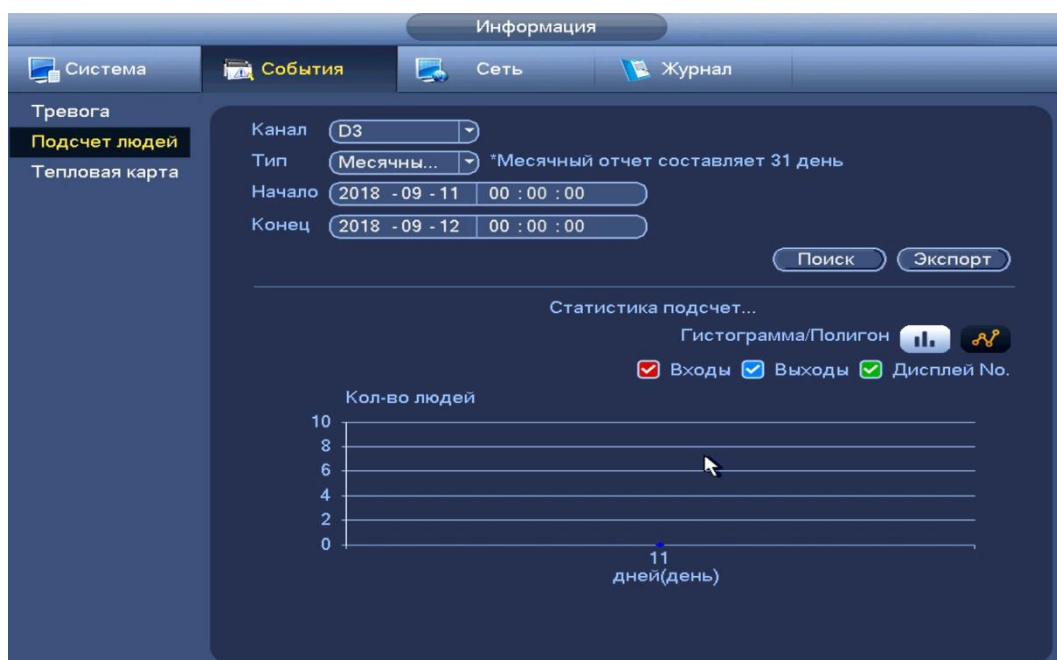 Информация
Система События Сеть Журнал
Тревога
Подсчет людей
Тепловая карта
Канал D3
Тип Месячны... *Месячный отчет составляет 31 день
Начало 2018 - 09 - 11 00 : 00 : 00
Конец 2018 - 09 - 12 00 : 00 : 00
Поиск Экспорт
Статистика подсчет...
Гистограмма/Полигон
Входы Выходы Дисплей No.
Кол-во людей
10
8
6
4
2
0
11
дней(день)